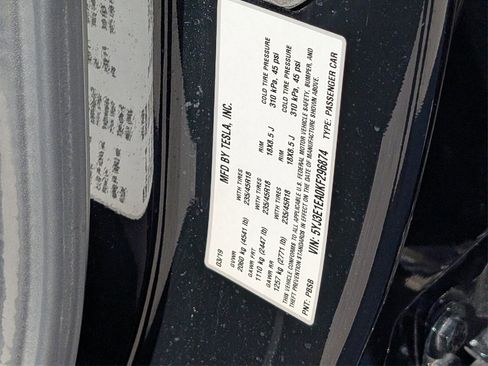 MFD BY TESLA, INC.
03/19
GVWR
2060 kg (4541 lb)
GAWR FRT WITH TIRES RIM COLD TIRE PRESSURE
1110 kg (2447 lb) 235/45R18 18X8.5 J 310 kPa, 45 psi
GAWR RR WITH TIRES RIM COLD TIRE PRESSURE
1257 kg (2771 lb) 235/45R18 18X8.5 J 310 kPa, 45 psi
THIS VEHICLE CONFORMS TO ALL APPLICABLE U.S. FEDERAL MOTOR VEHICLE SAFETY, BUMPER, AND
THEFT PREVENTION STANDARDS IN EFFECT ON THE DATE OF MANUFACTURE SHOWN ABOVE.
VIN: 5YJ3E1EA0KF296874 TYPE: PASSENGER CAR
PNT: PBSB